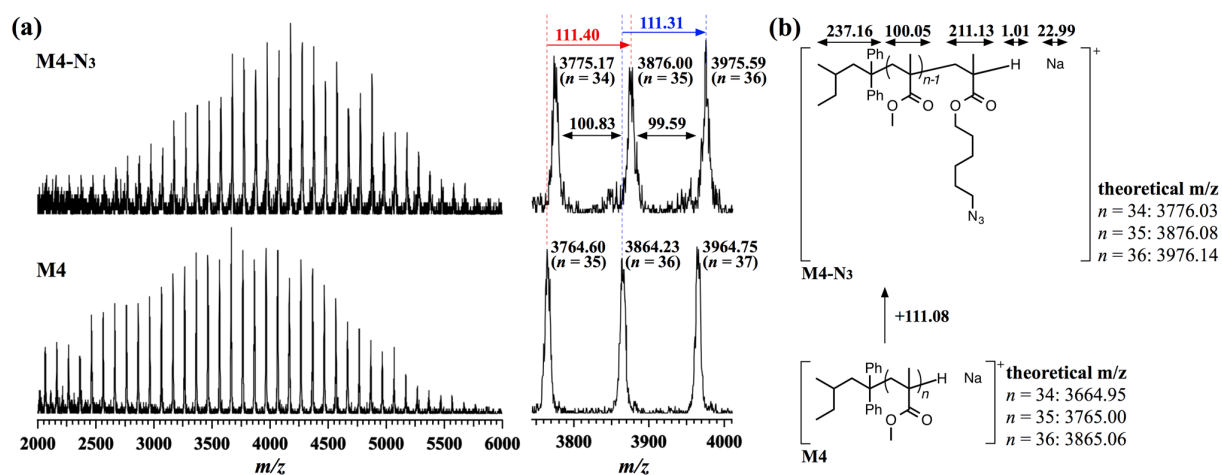 (a)
M4-N3
111.40
111.31
3775.17
(n = 34)
3876.00
(n = 35)
3975.59
(n = 36)
100.83
99.59
M4
3764.60
(n = 35)
3864.23
(n = 36)
3964.75
(n = 37)
2000 2500 3000 3500 4000 4500 5000 5500 6000
m/z
3800 3900 4000
m/z
(b)
237.16 100.05 211.13 1.01 22.99
+
Ph
Ph
n-1
H
Na
O
O
O
O
N3
theoretical m/z
n = 34: 3776.03
n = 35: 3876.08
n = 36: 3976.14
M4-N3
+111.08
+
Ph
Ph
n
H
Na
O
O
theoretical m/z
n = 34: 3664.95
n = 35: 3765.00
n = 36: 3865.06
M4